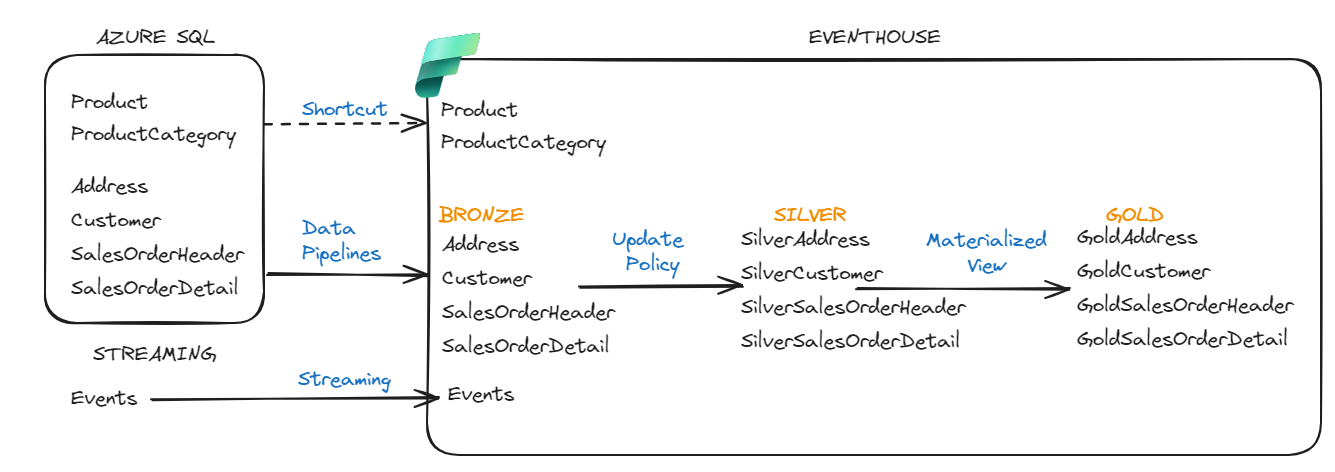 AZURE SQL
Product
ProductCategory
Address
Customer
SalesOrderHeader
SalesOrderDetail
STREAMING
Events
Shortcut
Data
Pipelines
Streaming
EVENTHOUSE
Product
ProductCategory
BRONZE
Address
Customer
SalesOrderHeader
SalesOrderDetail
Events
Update
Policy
SILVER
SilverAddress
SilverCustomer
SilverSalesOrderHeader
SilverSalesOrderDetail
Materialized
View
GOLD
GoldAddress
GoldCustomer
GoldSalesOrderHeader
GoldSalesOrderDetail